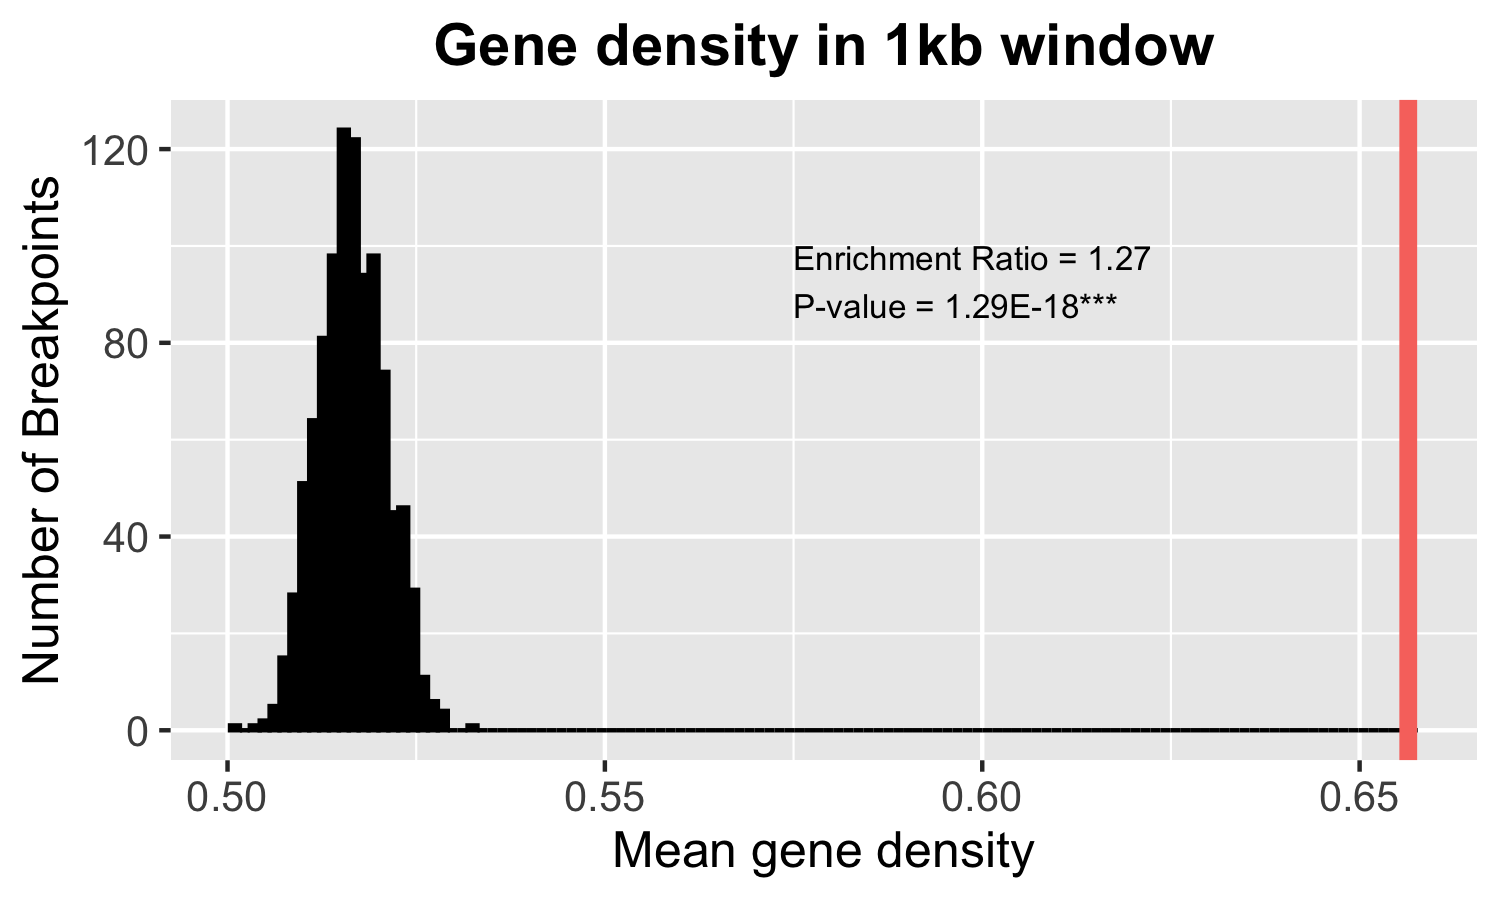 Gene density in 1kb window
Number of Breakpoints
120
80
40
0
Enrichment Ratio = 1.27
P-value = 1.29E-18***
0.50 0.55 0.60 0.65
Mean gene density